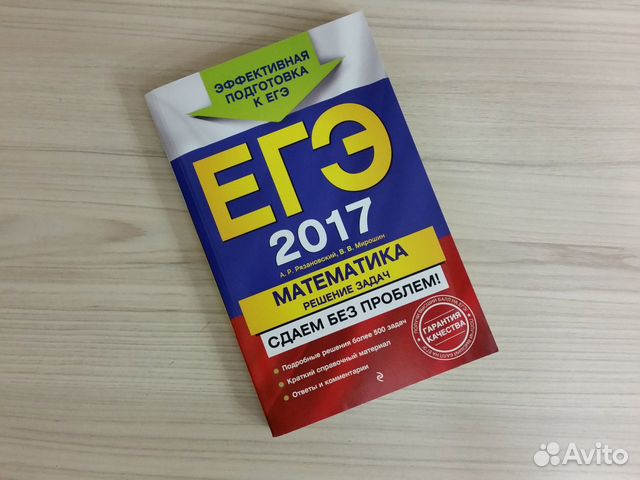 ЭФФЕКТИВНАЯ
ПОДГОТОВКА
К ЕГЭ
ЕГЭ
2017
А. Р. Рязановский, В. В. Мирошин
МАТЕМАТИКА
РЕШЕНИЕ ЗАДАЧ
СДАЕМ БЕЗ ПРОБЛЕМ!
• Подробные решения более 500 задач
• Краткий справочный материал
• Ответы и комментарии
ГАРАНТИЯ
КАЧЕСТВА
Avito